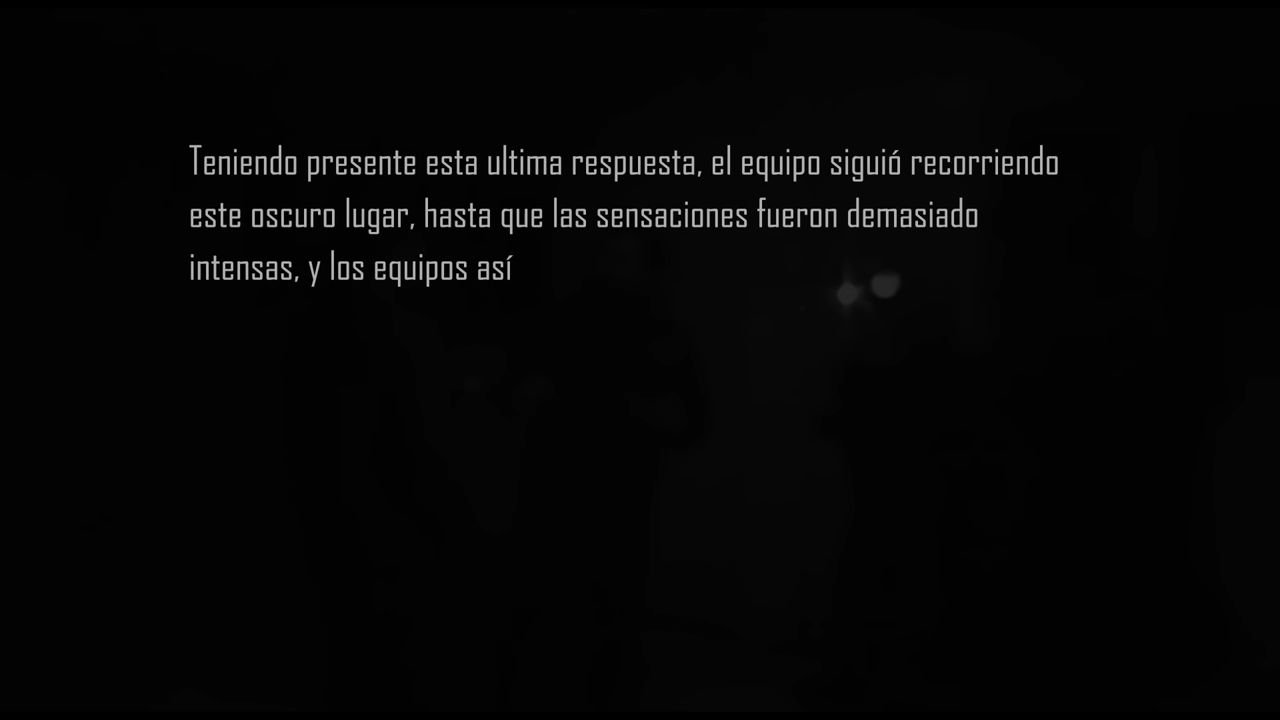 Teniendo presente esta ultima respuesta, el equipo siguió recorriendo
este oscuro lugar, hasta que las sensaciones fueron demasiado
intensas, y los equipos así